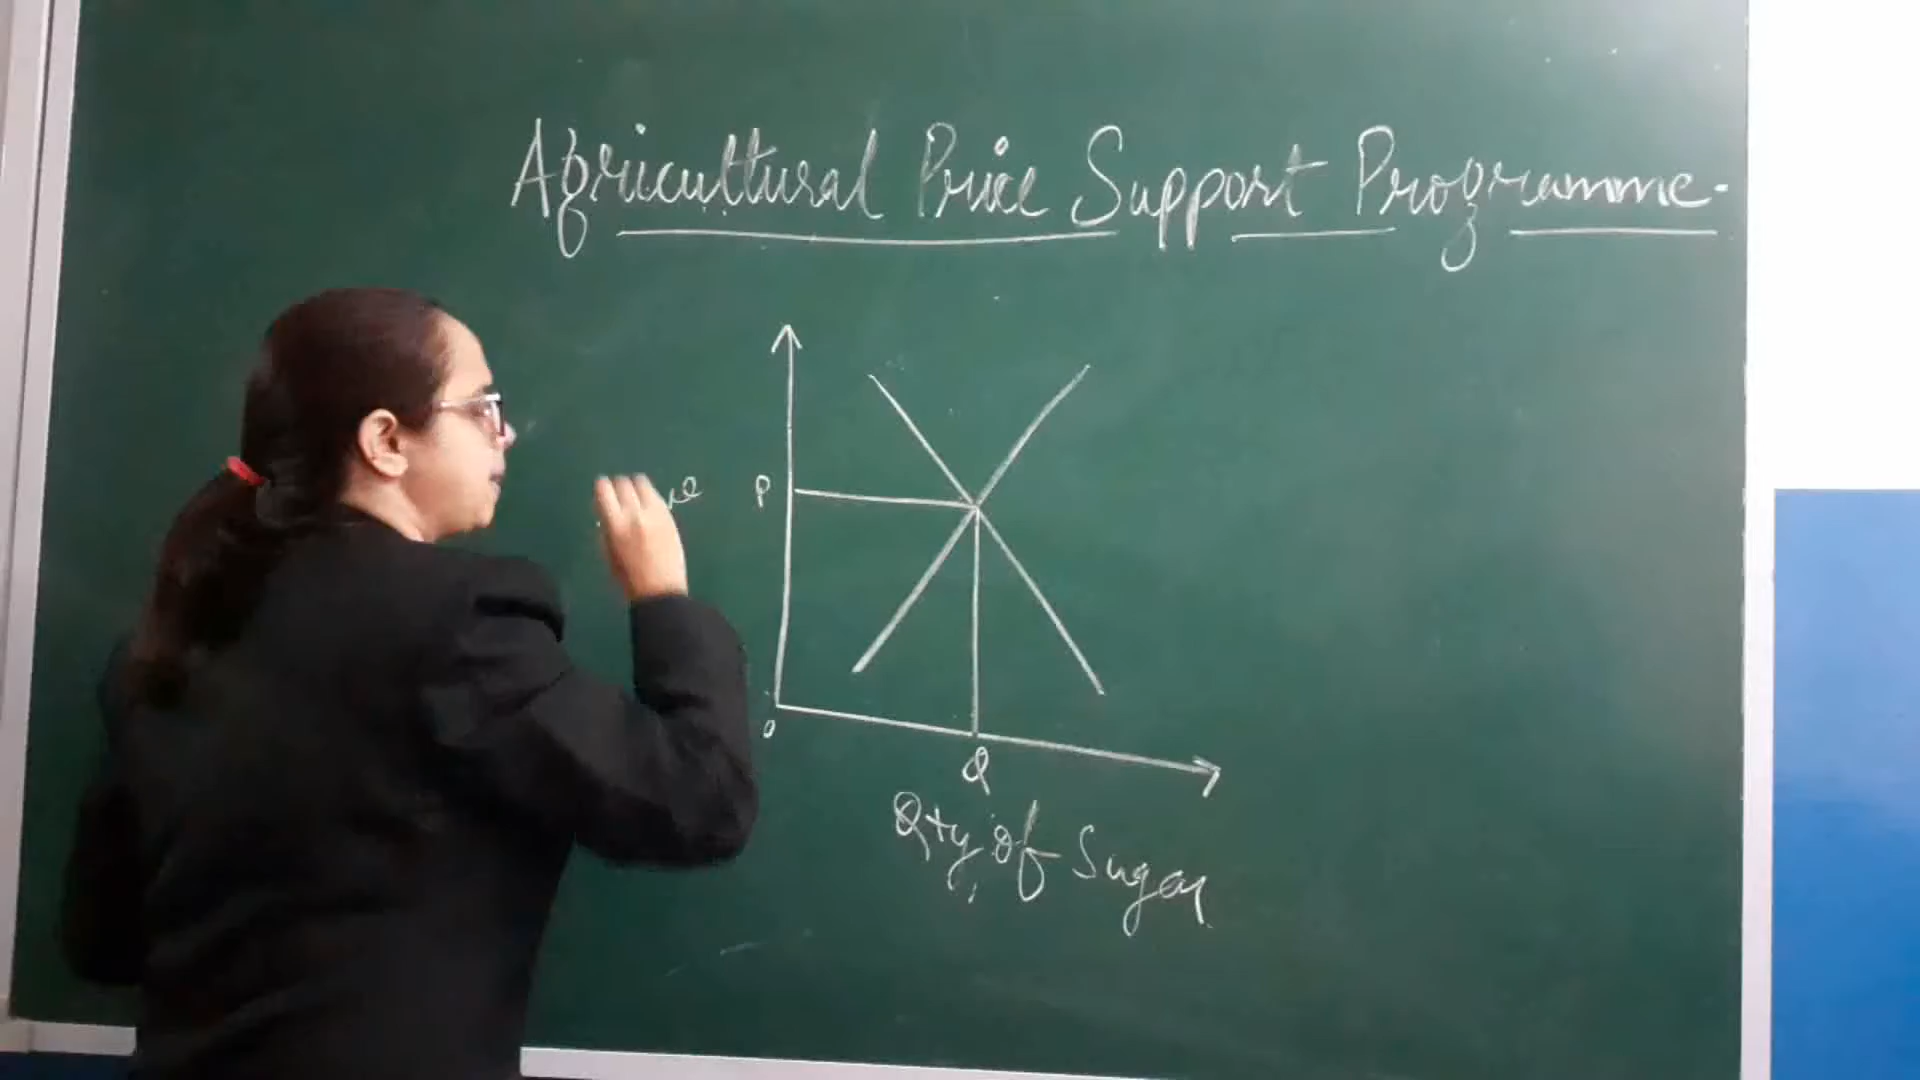 Agricultural Price Support Programme.
P
O
Q
Qty. of Sugar